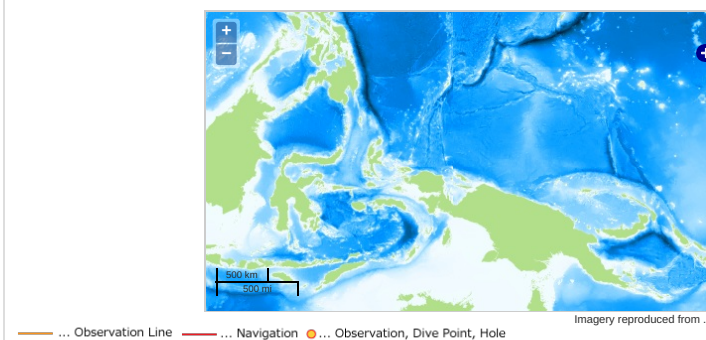 +
−
500 km
500 mi
Imagery reproduced from .
... Observation Line ... Navigation ... Observation, Dive Point, Hole